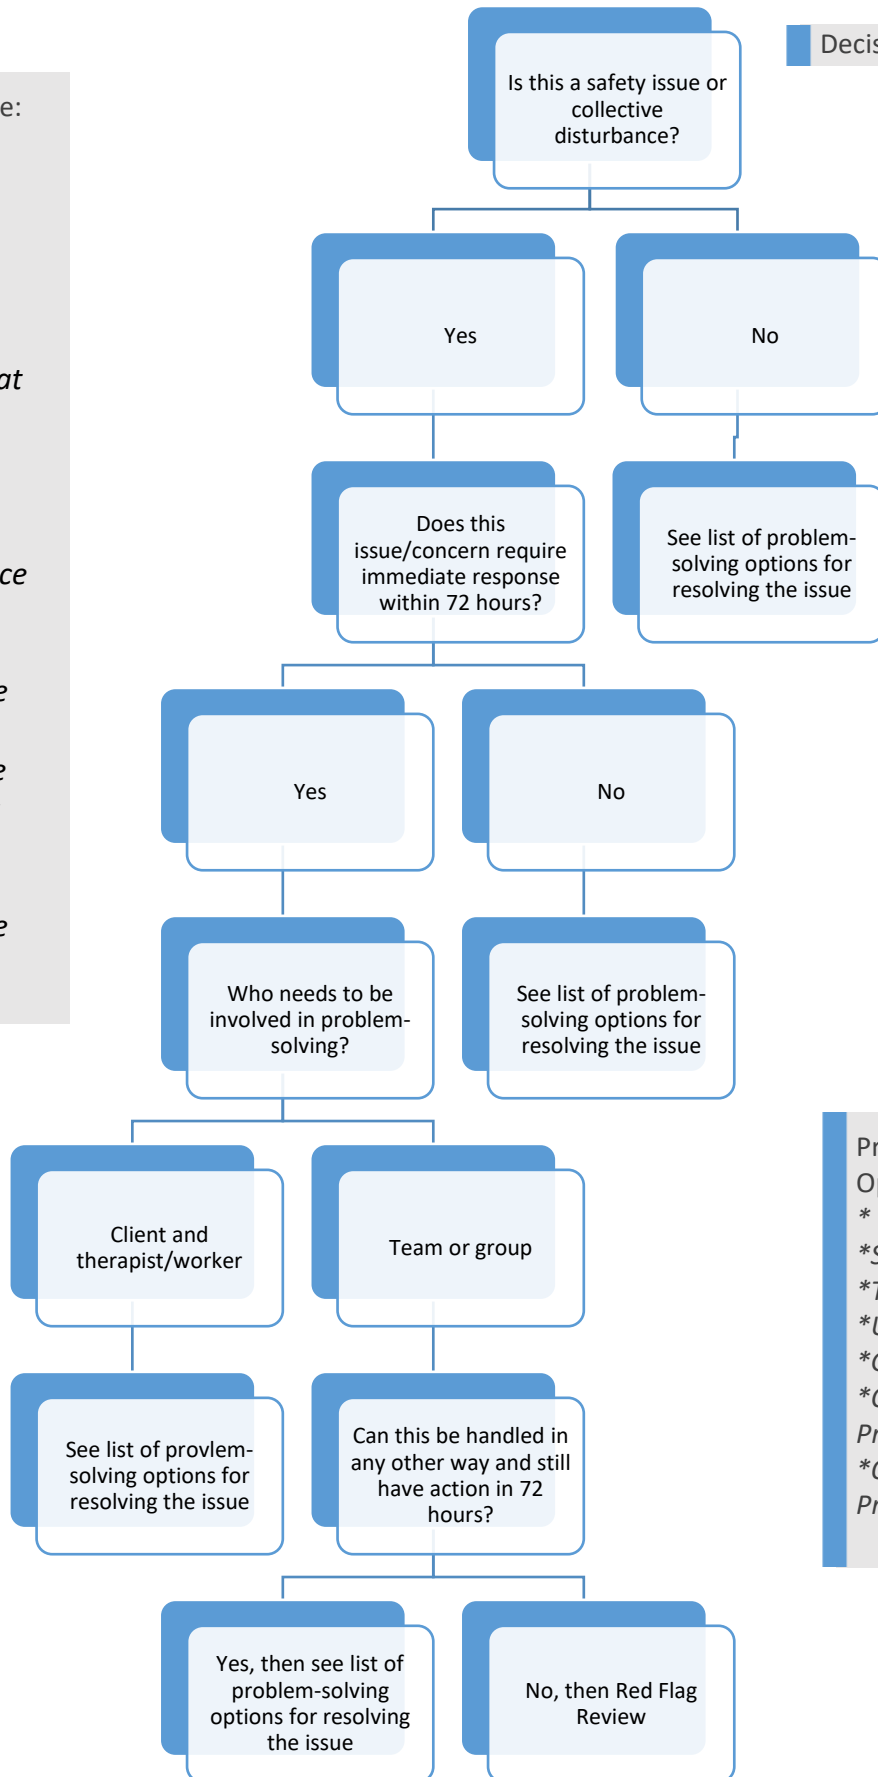 Is this a safety issue or
collective
disturbance?
Yes
No
at
Does this
issue/concern require
immediate response
within 72 hours?
See list of problem-
solving options for
resolving the issue
Yes
No
Who needs to be
involved in problem-
solving?
See list of problem-
solving options for
resolving the issue
Client and
therapist/worker
Team or group
See list of provlem-
solving options for
resolving the issue
Can this be handled in
any other way and still
have action in 72
hours?
Yes, then see list of
problem-solving
options for resolving
the issue
No, then Red Flag
Review